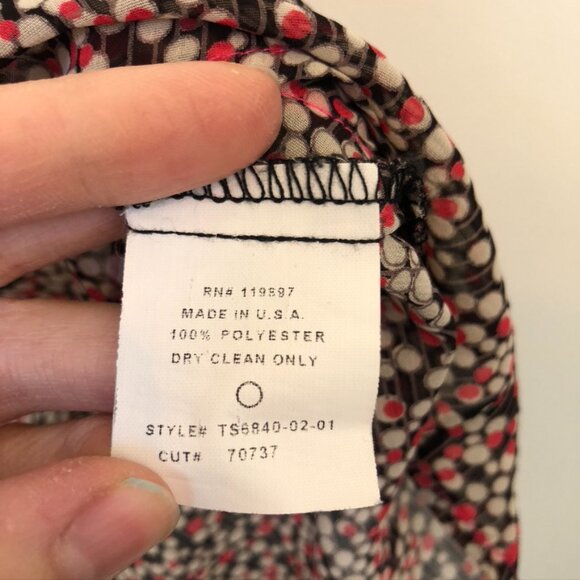 RN# 119897
MADE IN U.S.A.
100% POLYESTER
DRY CLEAN ONLY
STYLE# TS6840-02-01
CUT# 70737